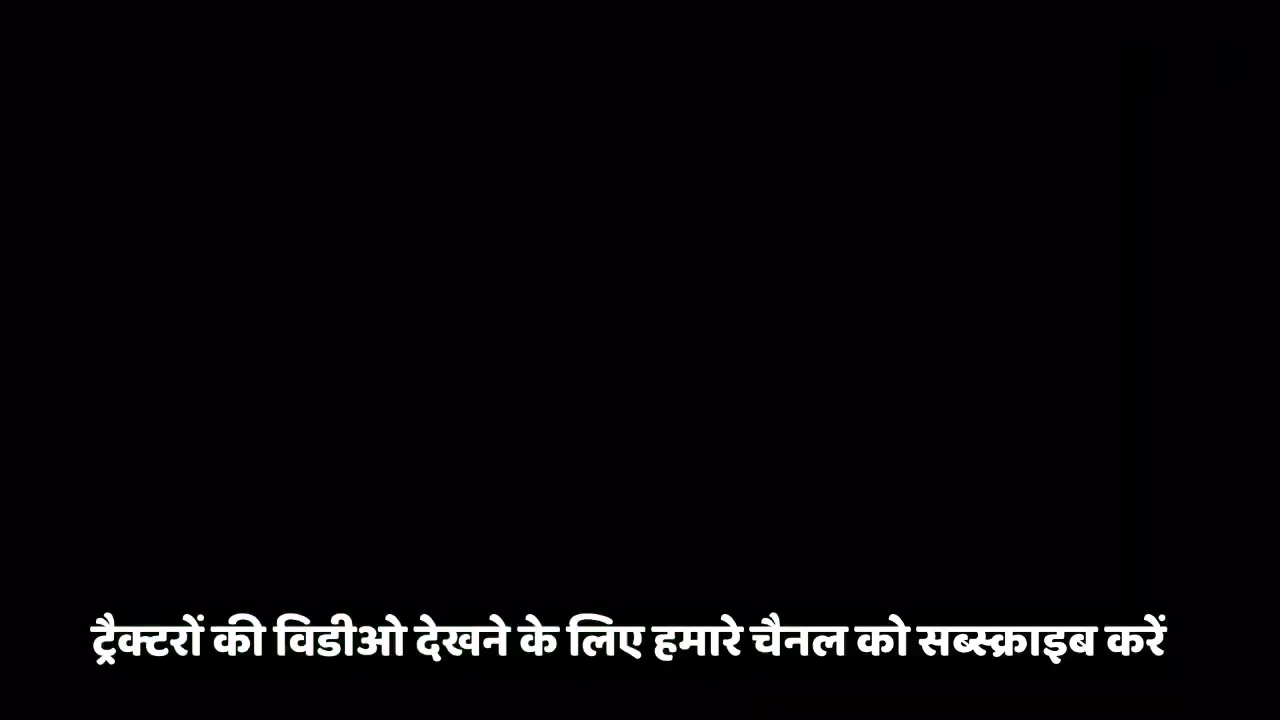 ट्रैक्टरों की विडीओ देखने के लिए हमारे चैनल को सब्स्क्राइब करें